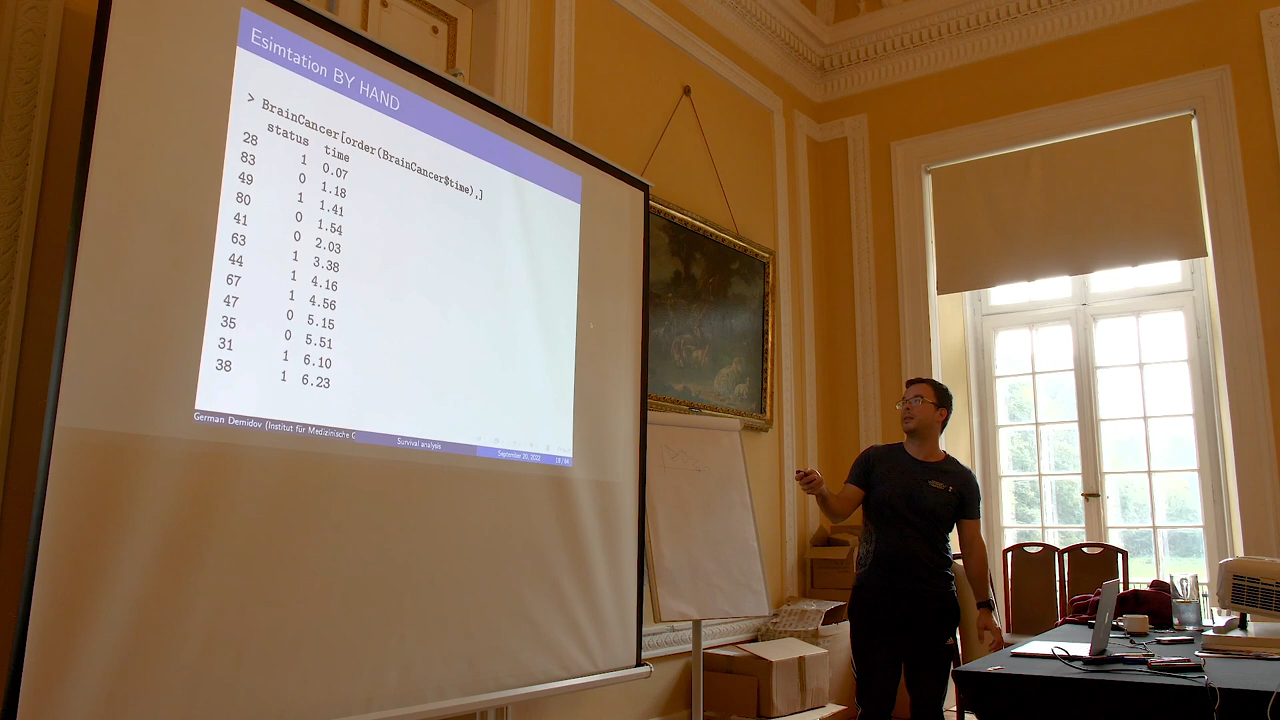 Esimtation BY HAND
> BrainCancer[order(BrainCancer$time),]
status time
28 1 0.07
83 0 1.18
49 1 1.41
80 0 1.54
41 0 2.03
63 1 3.38
44 1 4.16
67 1 4.56
47 0 5.15
35 0 5.51
31 1 6.10
38 1 6.23
German Demidov (Institut für Medizinische G
Survival analysis
September 20, 2022